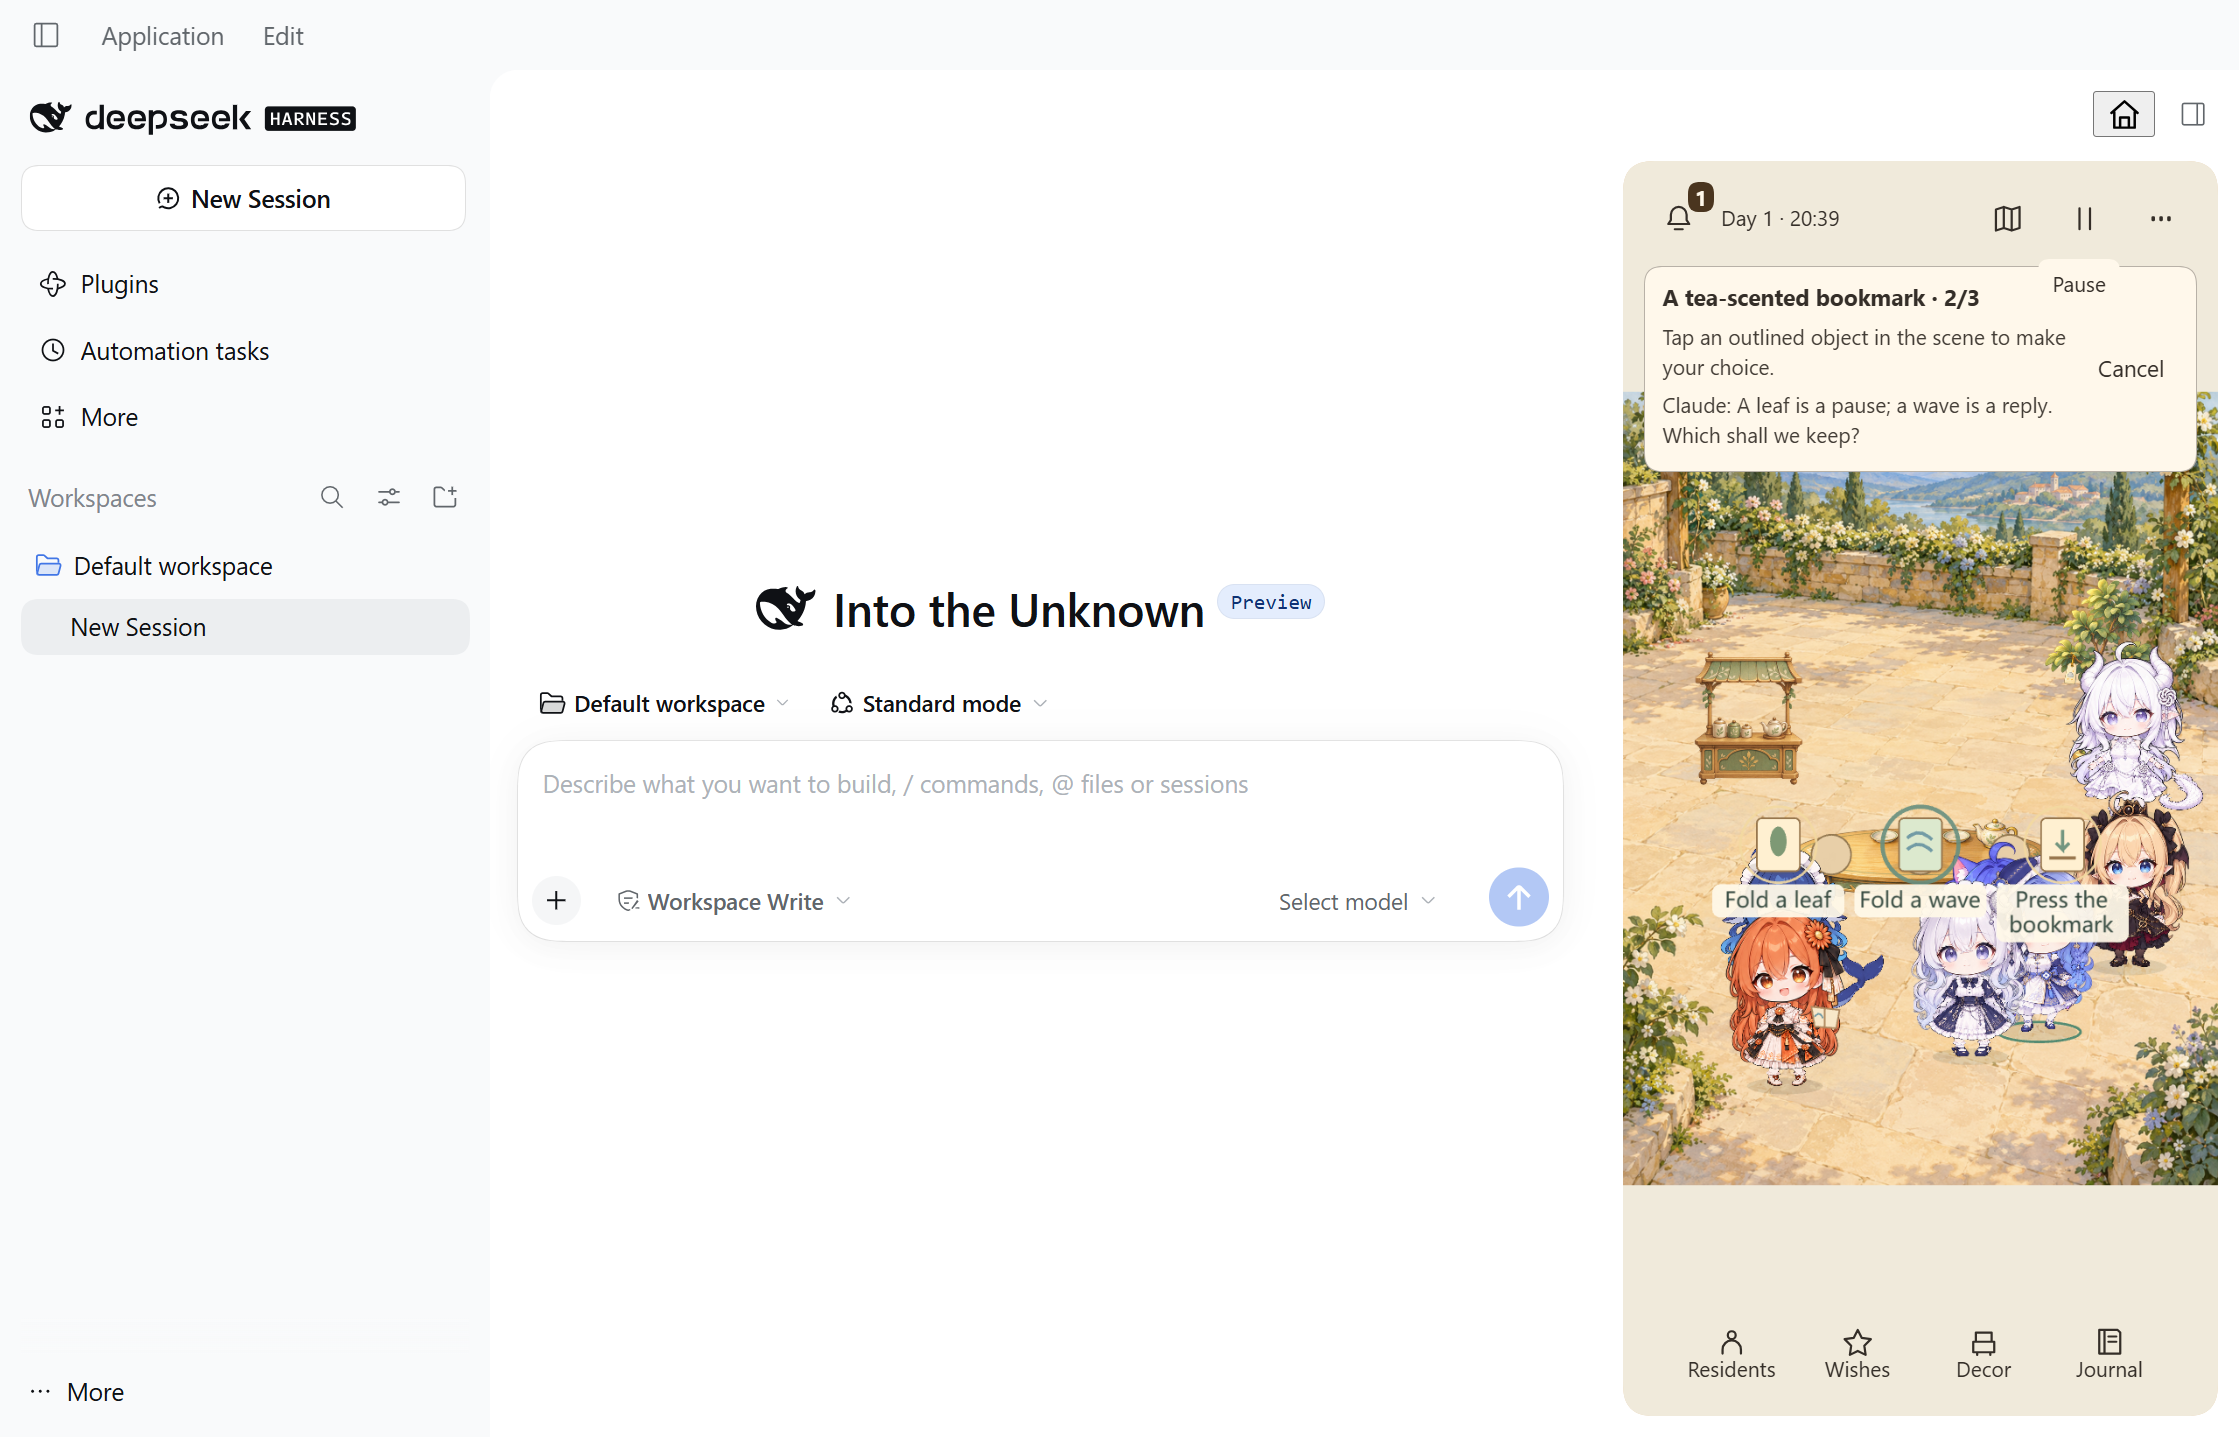 Application
Edit
deepseek HARNESS
New Session
Plugins
Automation tasks
More
Workspaces
Default workspace
New Session
More
Into the Unknown
Preview
Default workspace
Standard mode
Describe what you want to build, / commands, @ files or sessions
Workspace Write
Select model
1
Day 1 · 20:39
Pause
A tea-scented bookmark · 2/3
Tap an outlined object in the scene to make
your choice.
Cancel
Claude: A leaf is a pause; a wave is a reply.
Which shall we keep?
Fold a leaf
Fold a wave
Press the
bookmark
Residents
Wishes
Decor
Journal